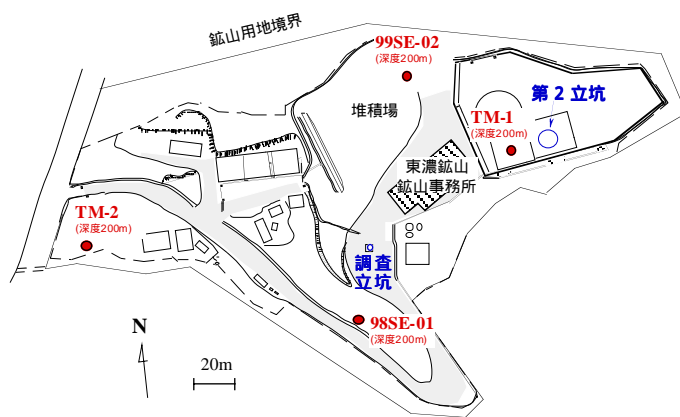 鉱山用地境界
99SE-02
(深度200m)
堆積場
第2立坑
TM-1
(深度200m)
東濃鉱山
鉱山事務所
TM-2
(深度200m)
調査
立坑
98SE-01
(深度200m)
N
20m